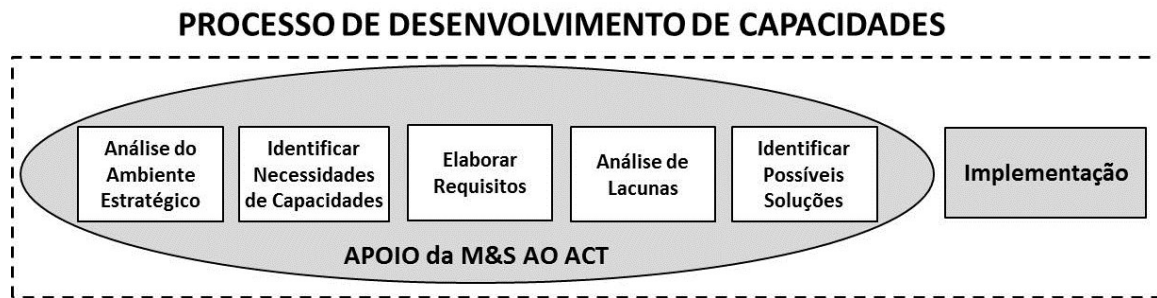 PROCESSO DE DESENVOLVIMENTO DE CAPACIDADES
Análise do
Ambiente
Estratégico
Identificar
Necessidades
de Capacidades
Elaborar
Requisitos
Análise de
Lacunas
Identificar
Possíveis
Soluções
Implementação
APOIO da M&S AO ACT